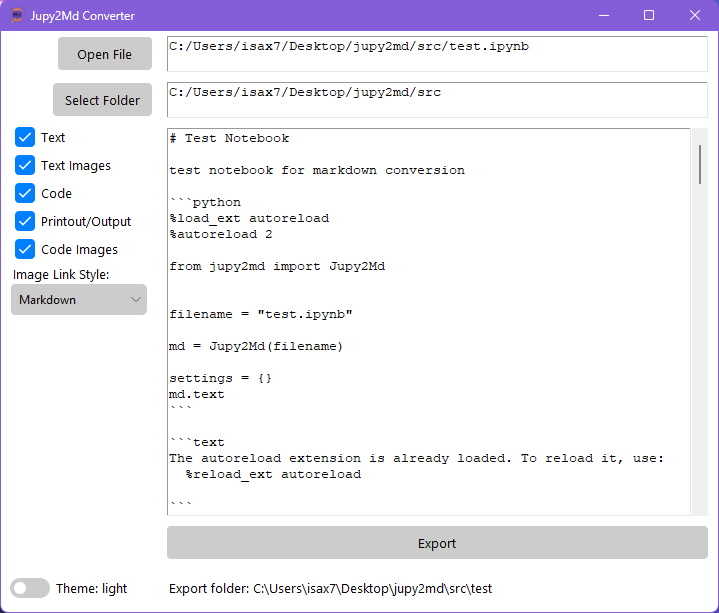 Jupy2Md Converter
Open File
C:/Users/isax7/Desktop/jupy2md/src/test.ipynb
Select Folder
C:/Users/isax7/Desktop/jupy2md/src
Text
Text Images
Code
Printout/Output
Code Images
Image Link Style:
Markdown
# Test Notebook
test notebook for markdown conversion
```python
%load_ext autoreload
%autoreload 2
from jupy2md import Jupy2Md
filename = "test.ipynb"
md = Jupy2Md(filename)
settings = {}
md.text
```
```text
The autoreload extension is already loaded. To reload it, use:
  %reload_ext autoreload
```
Export
Theme: light
Export folder: C:\Users\isax7\Desktop\jupy2md\src\test